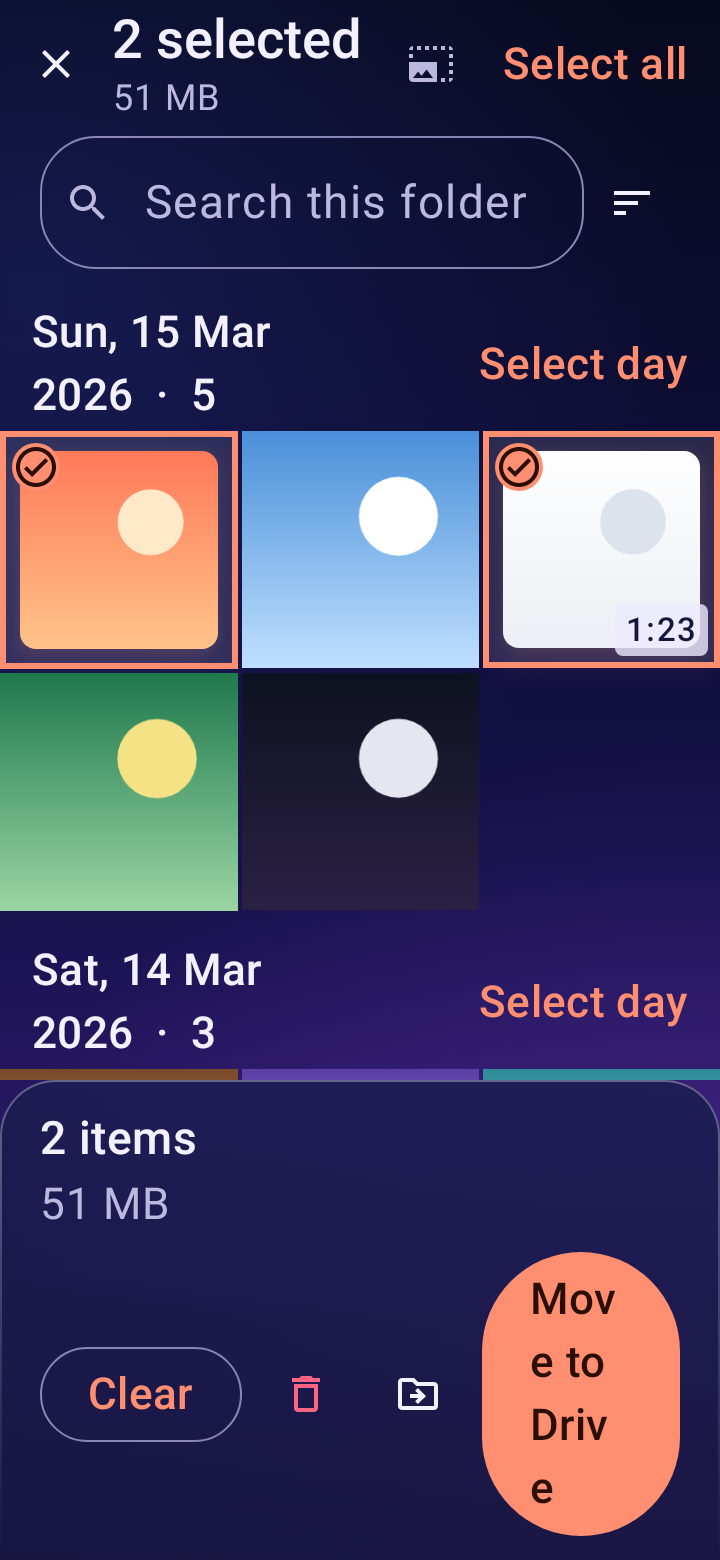 2 selected
51 MB
Select all
Search this folder
Sun, 15 Mar
2026 · 5
Select day
1:23
Sat, 14 Mar
2026 · 3
Select day
2 items
51 MB
Clear
Mov
e to
Driv
e